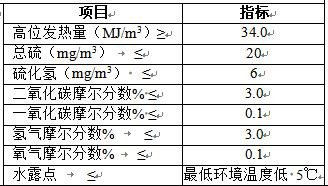 项目 指标
高位发热量（MJ/m³）≥ 34.0
总硫（mg/m³） → ≤ 20
硫化氢（mg/m³）· ≤ 6
二氧化碳摩尔分数%·≤ 3.0
一氧化碳摩尔分数%·≤ 0.1
氢气摩尔分数% → ≤ 3.0
氧气摩尔分数% → ≤ 0.1
水露点 → ≤ 最低环境温度低·5℃